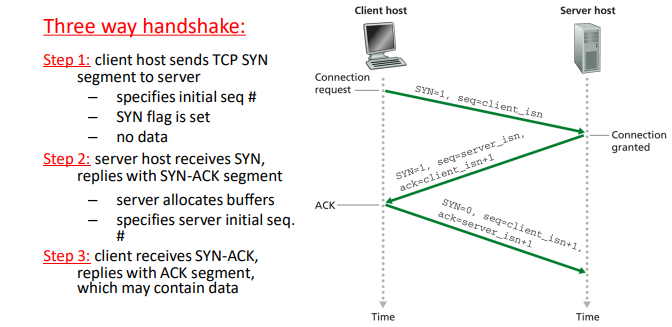 Three way handshake:
Step 1: client host sends TCP SYN
segment to server
– specifies initial seq #
– SYN flag is set
– no data
Step 2: server host receives SYN,
replies with SYN-ACK segment
– server allocates buffers
– specifies server initial seq.
#
Step 3: client receives SYN-ACK,
replies with ACK segment,
which may contain data
Client host
Server host
Connection
request
SYN=1, seq=client_isn
Connection
granted
SYN=1, seq=server_isn,
ack=client_isn+1
ACK
SYN=0, seq=client_isn+1,
ack=server_isn+1
Time
Time